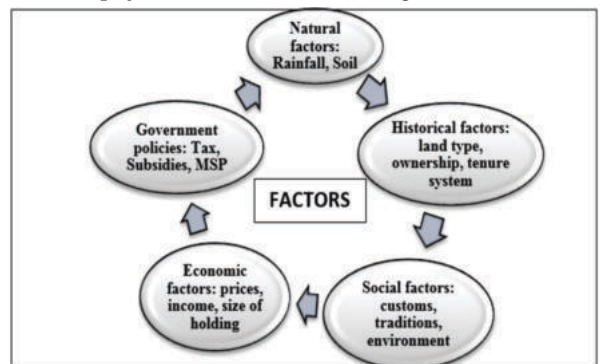 Natural
factors:
Rainfall, Soil
Historical factors:
land type,
ownership, tenure
system
Social factors:
customs,
traditions,
environment
Economic
factors: prices,
income, size of
holding
Government
policies: Tax,
Subsidies, MSP
FACTORS